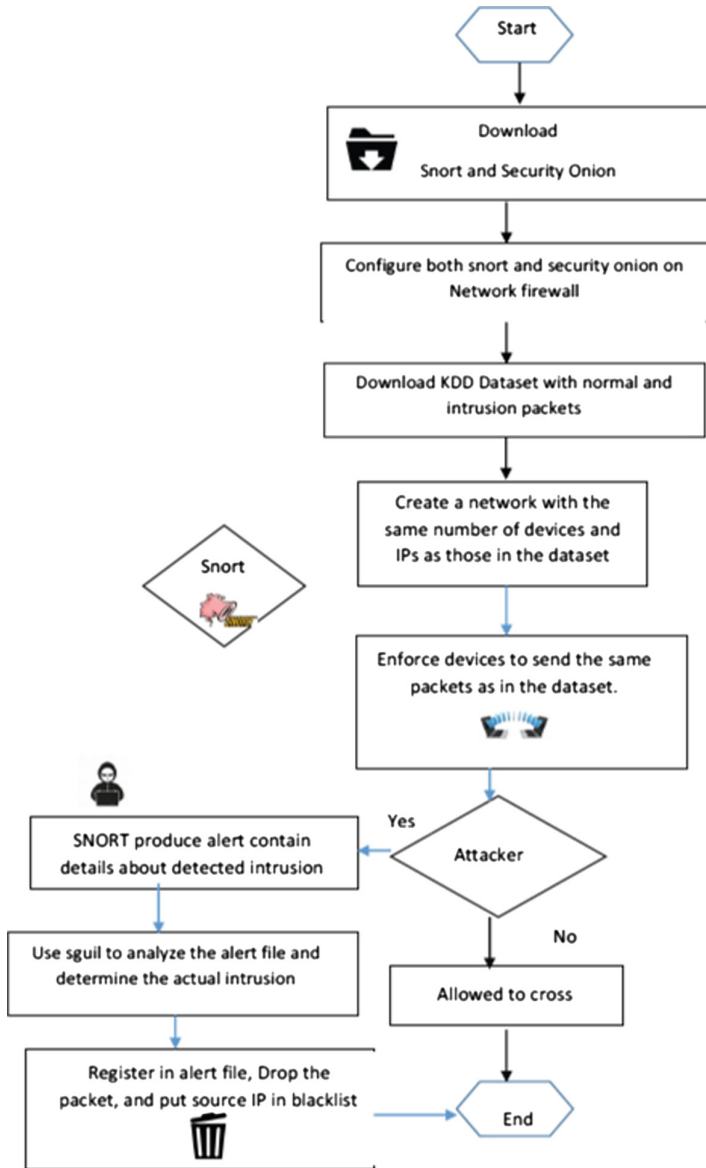 Start
Download
Snort and Security Onion
Configure both snort and security onion on
Network firewall
Download KDD Dataset with normal and
intrusion packets
Create a network with the
same number of devices and
IPs as those in the dataset
Snort
SNORT
Enforce devices to send the same
packets as in the dataset.
Yes
Attacker
SNORT produce alert contain
details about detected intrusion
No
Use sguil to analyze the alert file and
determine the actual intrusion
Allowed to cross
Register in alert file, Drop the
packet, and put source IP in blacklist
End